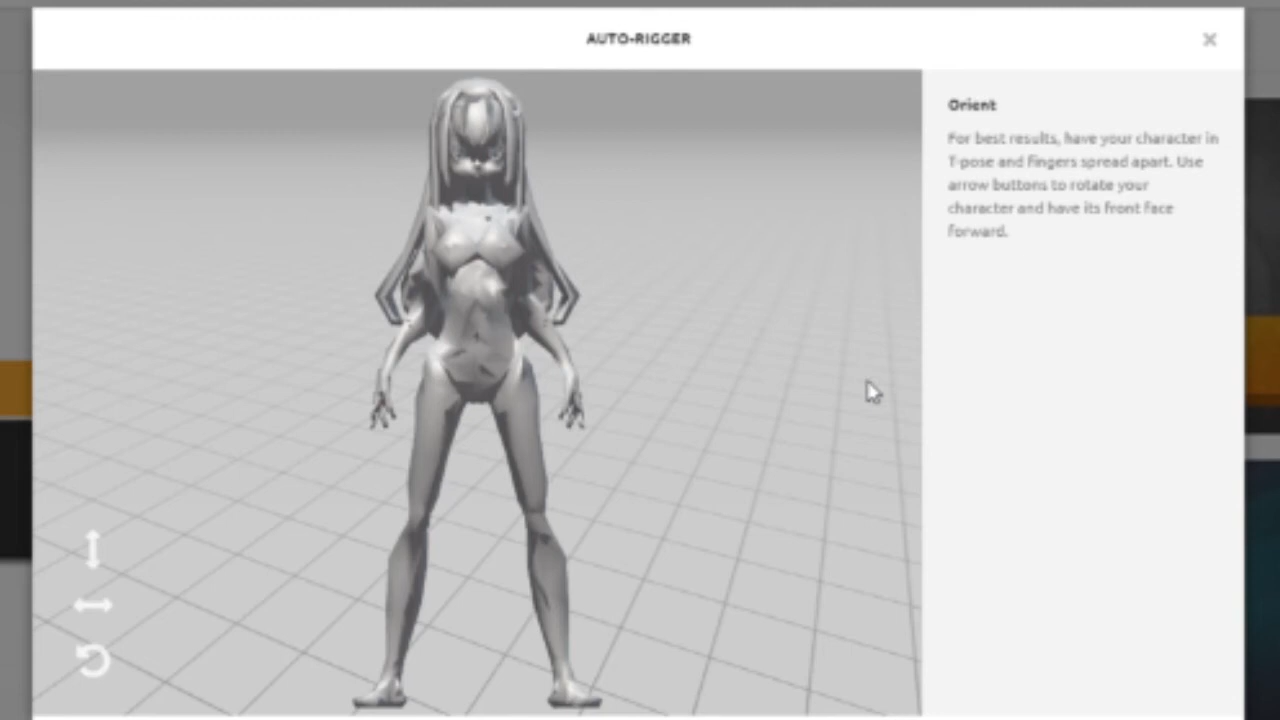 AUTO-RIGGER
Orient
For best results, have your character in
T-pose and fingers spread apart. Use
arrow buttons to rotate your
character and have its front face
forward.